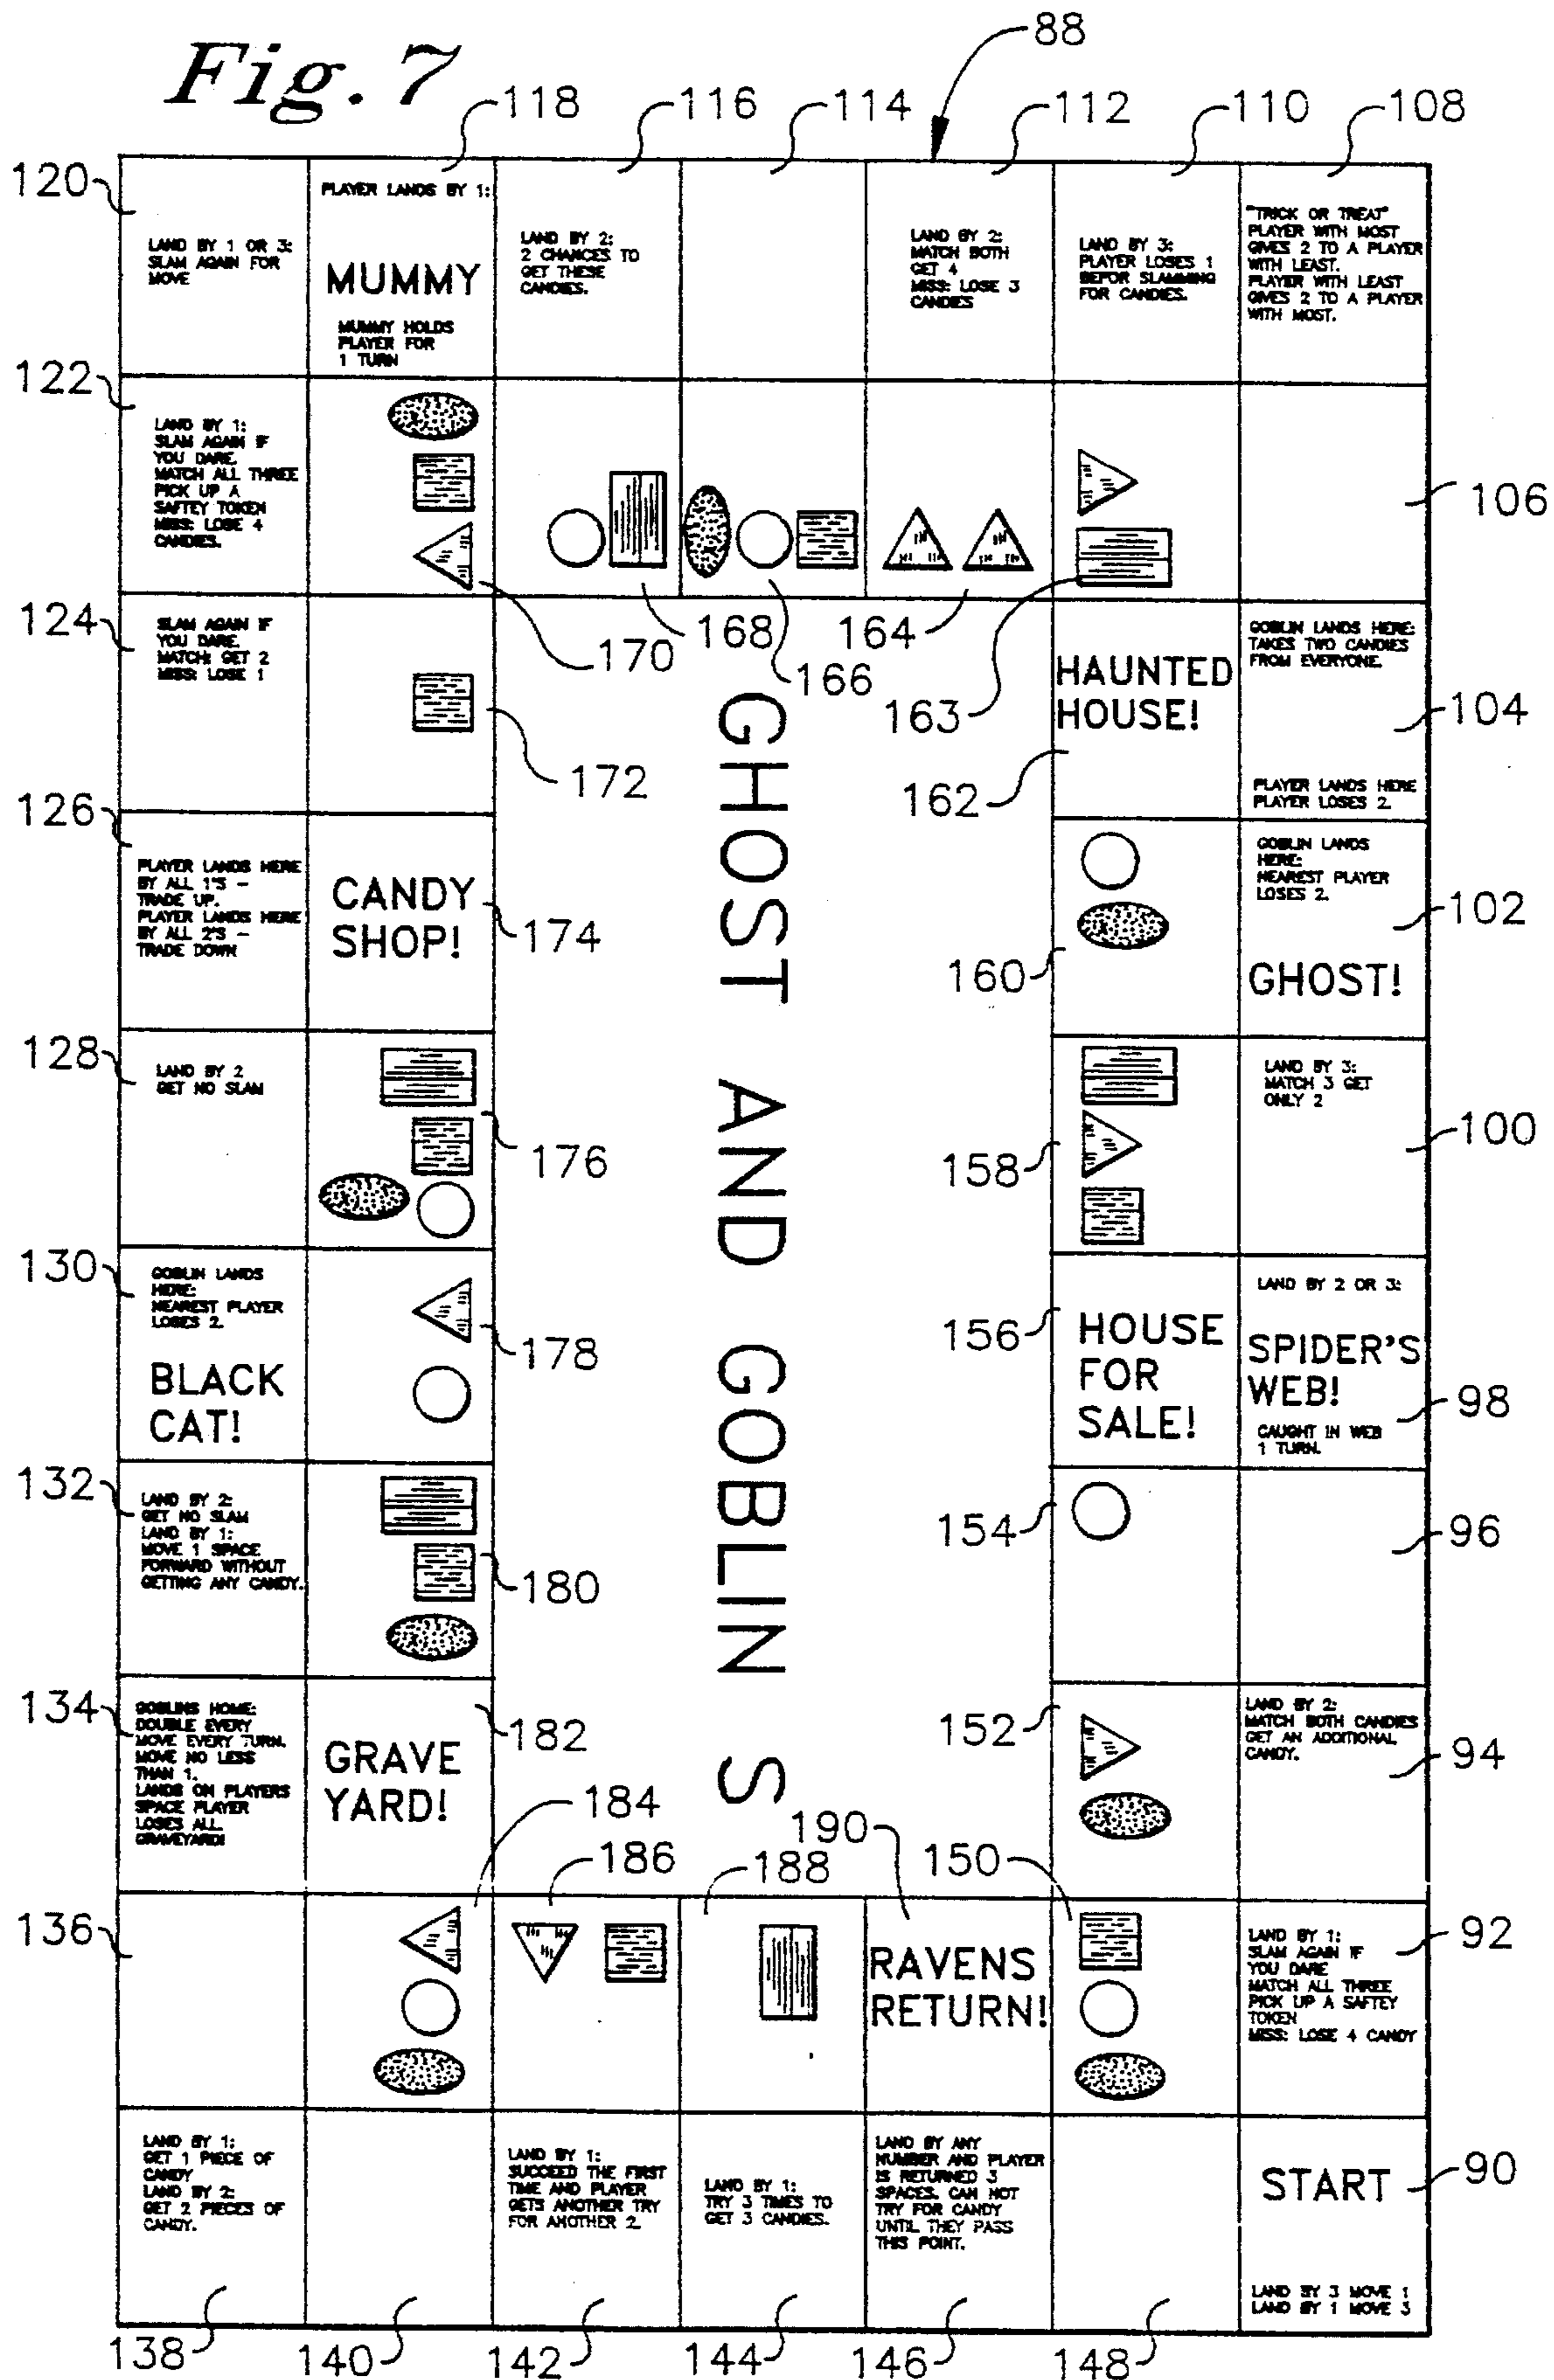 Fig. 7
88
118
116
114
112
110
108
120
LAND BY 1 OR 3:
SLAM AGAIN FOR
MOVE
PLAYER LANDS BY 1:
MUMMY
MUMMY HOLDS
PLAYER FOR
1 TURN
LAND BY 2:
2 CHANCES TO
GET THESE
CANDIES.
LAND BY 2:
MATCH BOTH
GET 4
MISS: LOSE 3
CANDIES
LAND BY 3:
PLAYER LOSES 1
BEFOR SLAMMING
FOR CANDIES.
"TRICK OR TREAT"
PLAYER WITH MOST
GIVES 2 TO A PLAYER
WITH LEAST.
PLAYER WITH LEAST
GIVES 2 TO A PLAYER
WITH MOST.
122
LAND BY 1:
SLAM AGAIN IF
YOU DARE.
MATCH ALL THREE
PICK UP A
SAFTEY TOKEN
MISS: LOSE 4
CANDIES.
106
124
SLAM AGAIN IF
YOU DARE.
MATCH: GET 2
MISS: LOSE 1
170
168
166
164
163
HAUNTED
HOUSE!
162
GOBLIN LANDS HERE:
TAKES TWO CANDIES
FROM EVERYONE.
104
PLAYER LANDS HERE
PLAYER LOSES 2.
172
126
PLAYER LANDS HERE
BY ALL 1'S –
TRADE UP.
PLAYER LANDS HERE
BY ALL 2'S –
TRADE DOWN
CANDY
SHOP!
174
GHOST AND GOBLIN S
160
GOBLIN LANDS
HERE:
NEAREST PLAYER
LOSES 2.
GHOST!
102
128
LAND BY 2
GET NO SLAM
176
158
LAND BY 3:
MATCH 3 GET
ONLY 2
100
130
GOBLIN LANDS
HERE:
NEAREST PLAYER
LOSES 2.
BLACK
CAT!
178
156
HOUSE
FOR
SALE!
LAND BY 2 OR 3:
SPIDER'S
WEB!
CAUGHT IN WEB
1 TURN.
98
132
LAND BY 2:
GET NO SLAM
LAND BY 1:
MOVE 1 SPACE
FORWARD WITHOUT
GETTING ANY CANDY.
180
154
96
134
GOBLINS HOME:
DOUBLE EVERY
MOVE EVERY TURN.
MOVE NO LESS
THAN 1.
LANDS ON PLAYERS
SPACE PLAYER
LOSES ALL.
GRAVEYARD!
GRAVE
YARD!
182
152
LAND BY 2:
MATCH BOTH CANDIES
GET AN ADDITIONAL
CANDY.
94
184
186
188
190
150
136
RAVENS
RETURN!
LAND BY 1:
SLAM AGAIN IF
YOU DARE
MATCH ALL THREE
PICK UP A SAFTEY
TOKEN
MISS: LOSE 4 CANDY
92
LAND BY 1:
GET 1 PIECE OF
CANDY
LAND BY 2:
GET 2 PIECES OF
CANDY.
LAND BY 1:
SUCCEED THE FIRST
TIME AND PLAYER
GETS ANOTHER TRY
FOR ANOTHER 2.
LAND BY 1:
TRY 3 TIMES TO
GET 3 CANDIES.
LAND BY ANY
NUMBER AND PLAYER
IS RETURNED 3
SPACES. CAN NOT
TRY FOR CANDY
UNTIL THEY PASS
THIS POINT.
START
90
LAND BY 3 MOVE 1
LAND BY 1 MOVE 3
138
140
142
144
146
148